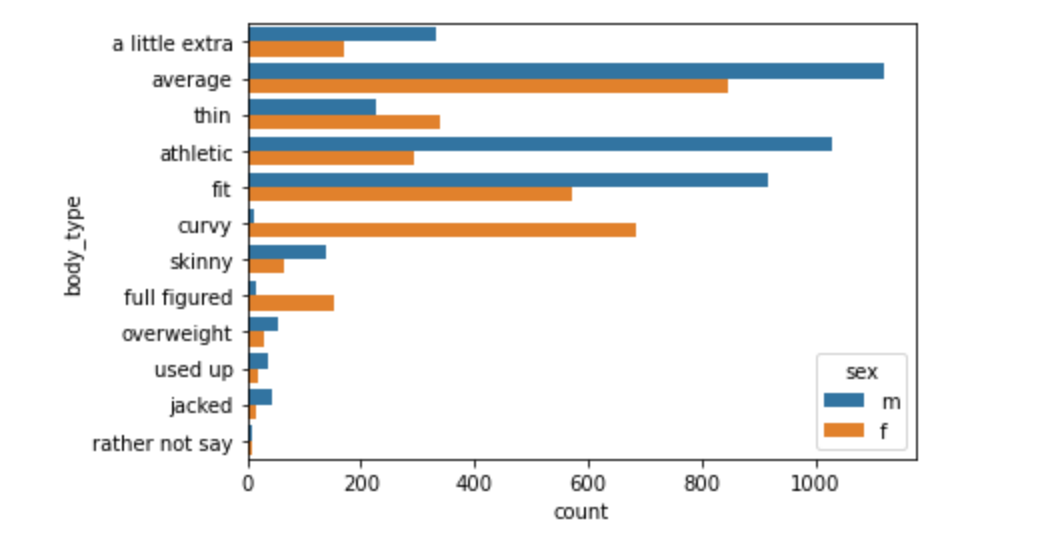 a little extra
average
thin
athletic
fit
curvy
skinny
full figured
overweight
used up
jacked
rather not say
body_type
0 200 400 600 800 1000
count
sex
m
f